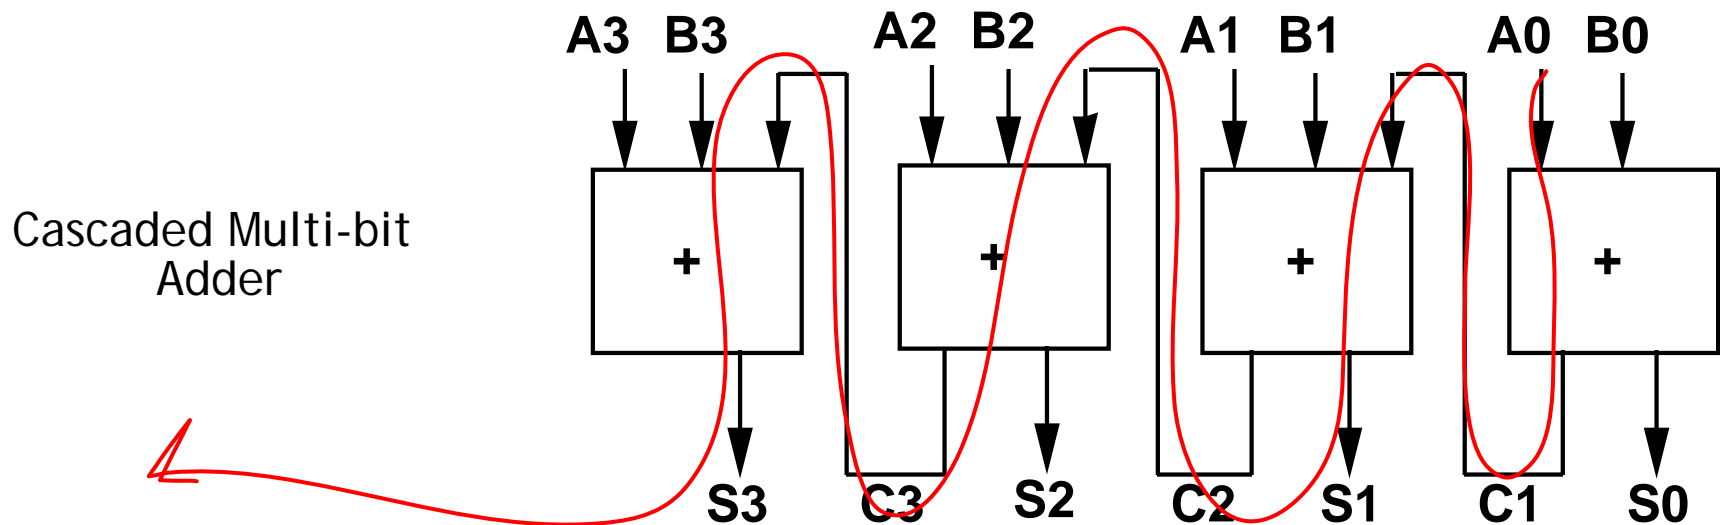 A3 B3 A2 B2 A1 B1 A0 B0
Cascaded Multi-bit
Adder
+ + + +
S3 C3 S2 C2 S1 C1 S0